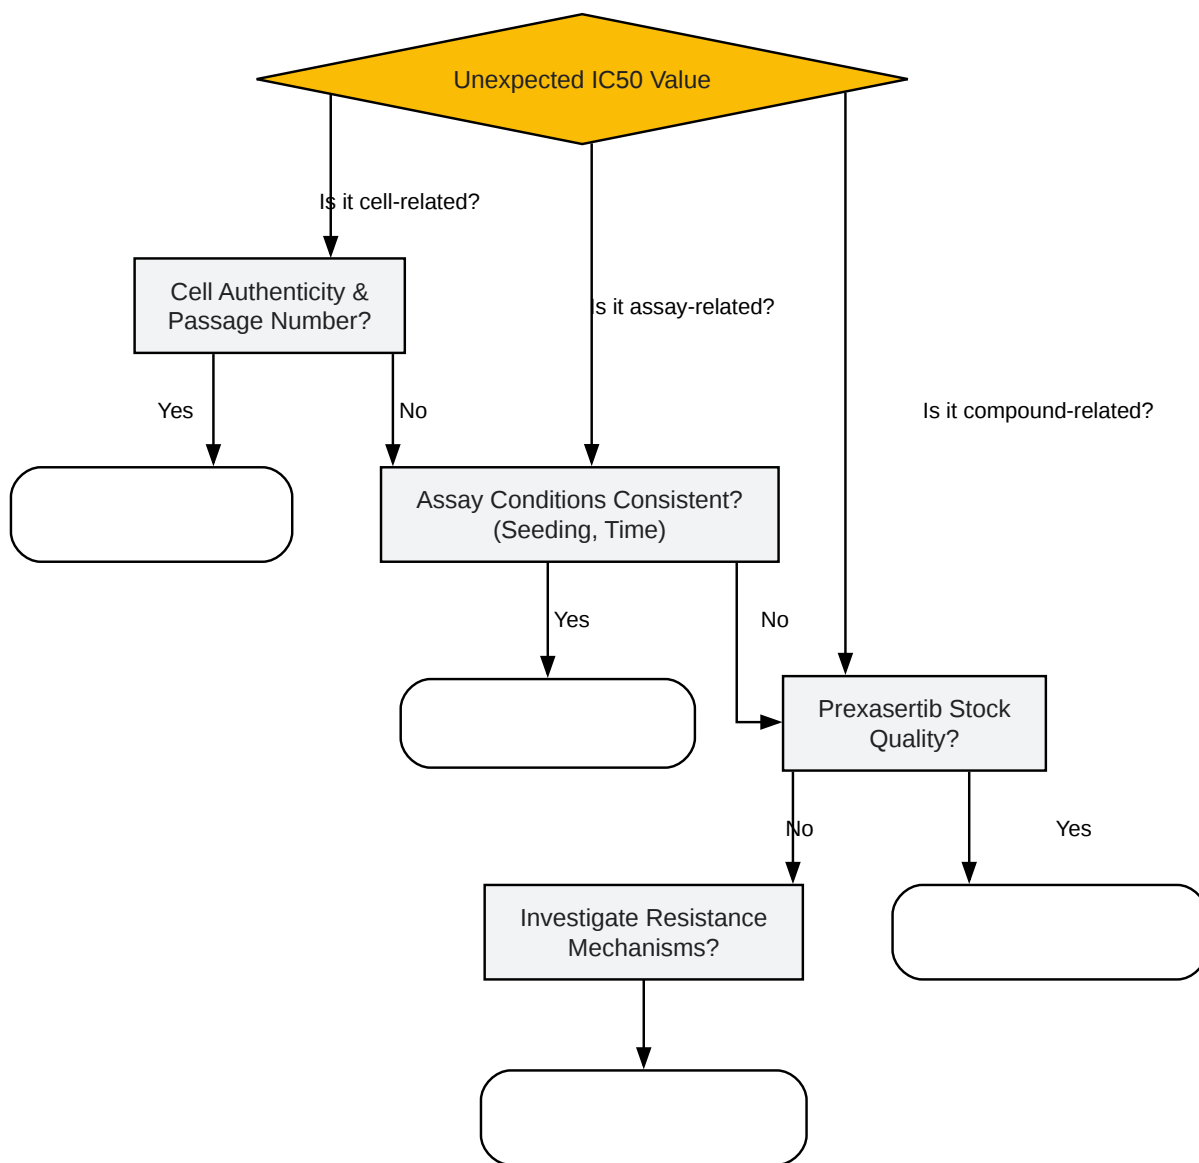 Unexpected IC50 Value
Is it cell-related?
Cell Authenticity &
Passage Number?
Is it assay-related?
Yes
No
Is it compound-related?
Assay Conditions Consistent?
(Seeding, Time)
Yes
No
Prexasertib Stock
Quality?
No
Yes
Investigate Resistance
Mechanisms?